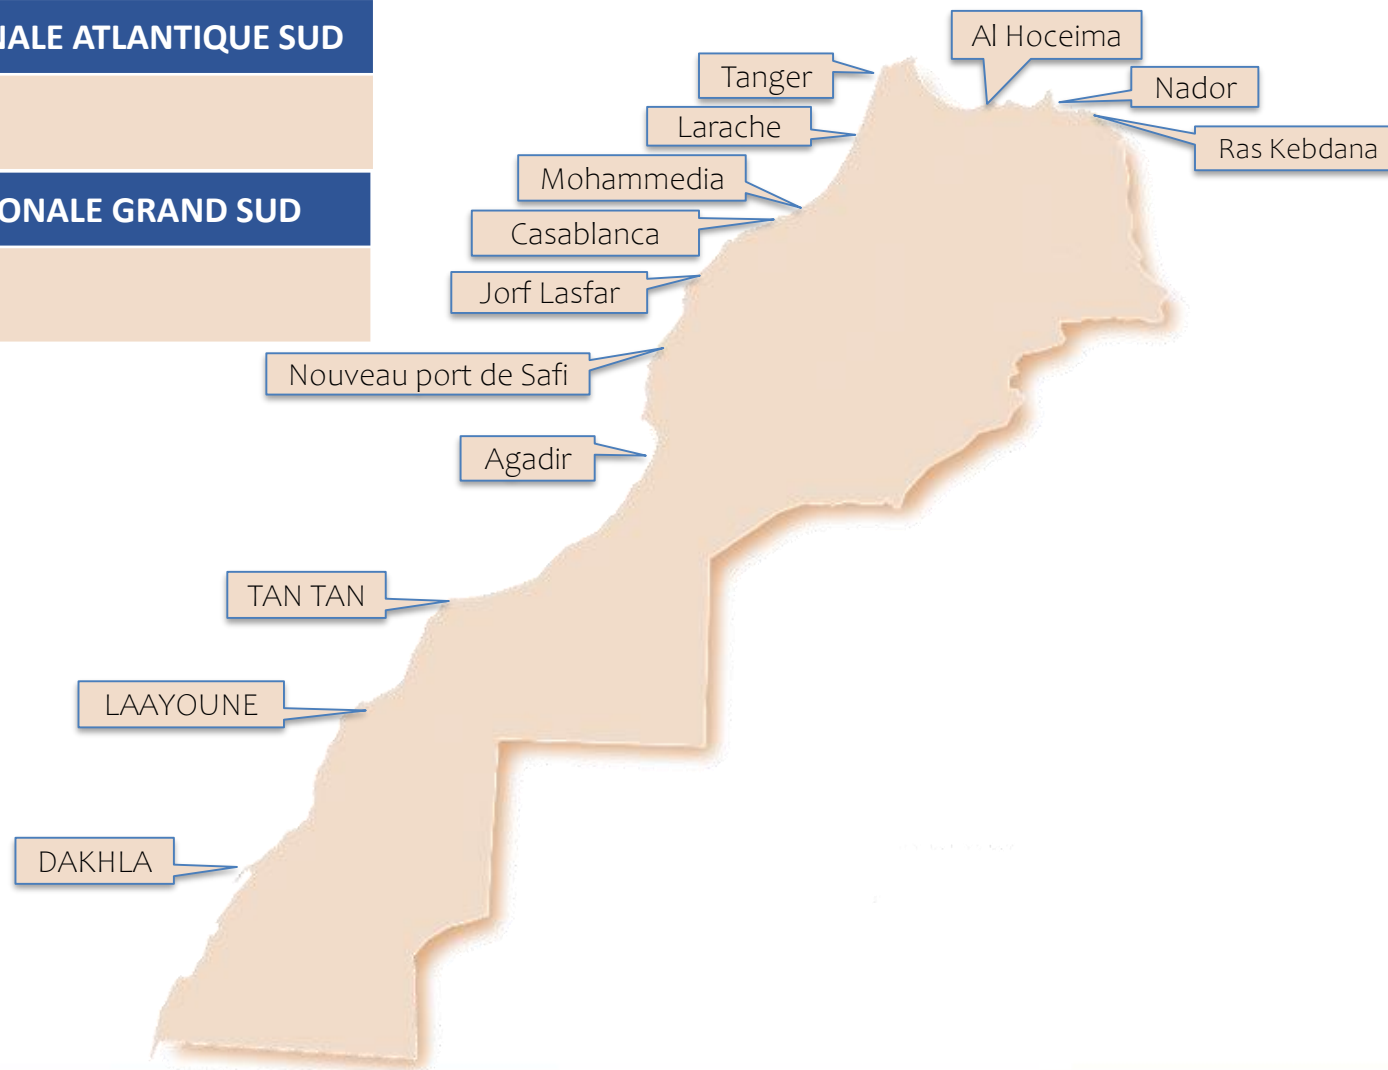 NALE ATLANTIQUE SUD
ONALE GRAND SUD
Al Hoceima
Tanger
Nador
Larache
Ras Kebdana
Mohammedia
Casablanca
Jorf Lasfar
Nouveau port de Safi
Agadir
TAN TAN
LAAYOUNE
DAKHLA